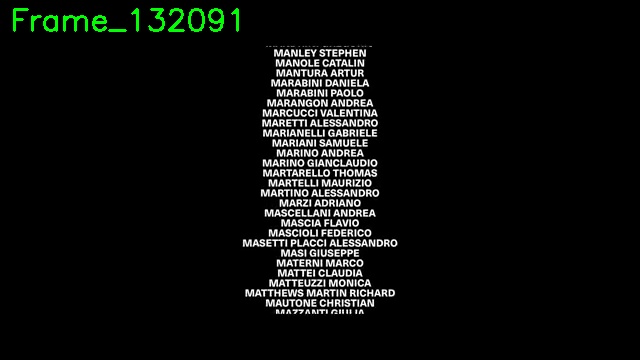 Frame_132091
MANLEY STEPHEN
MANOLE CATALIN
MANTURA ARTUR
MARABINI DANIELA
MARABINI PAOLO
MARANGON ANDREA
MARCUCCI VALENTINA
MARETTI ALESSANDRO
MARIANELLI GABRIELE
MARIANI SAMUELE
MARINO ANDREA
MARINO GIANCLAUDIO
MARTARELLO THOMAS
MARTELLI MAURIZIO
MARTINO ALESSANDRO
MARZI ADRIANO
MASCELLANI ANDREA
MASCIA FLAVIO
MASCIOLI FEDERICO
MASETTI PLACCI ALESSANDRO
MASI GIUSEPPE
MATERNI MARCO
MATTEI CLAUDIA
MATTEUZZI MONICA
MATTHEWS MARTIN RICHARD
MAUTONE CHRISTIAN
MAZZANTI GIULIA